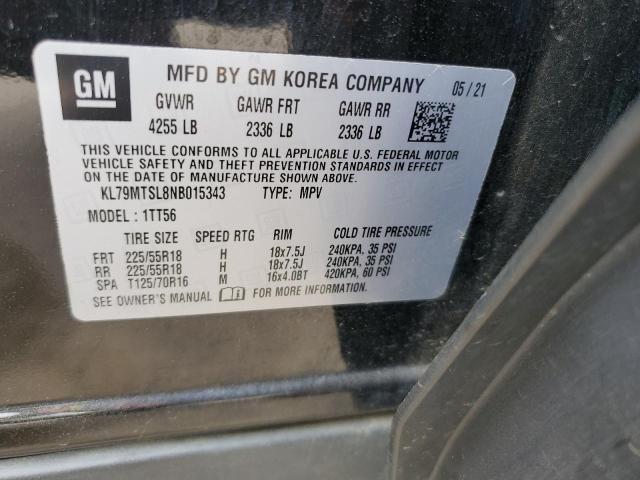 GM
MFD BY GM KOREA COMPANY 05/21
GVWR GAWR FRT GAWR RR
4255 LB 2336 LB 2336 LB
THIS VEHICLE CONFORMS TO ALL APPLICABLE U.S. FEDERAL MOTOR
VEHICLE SAFETY AND THEFT PREVENTION STANDARDS IN EFFECT
ON THE DATE OF MANUFACTURE SHOWN ABOVE.
KL79MTSL8NB015343 TYPE: MPV
MODEL: 1TT56
TIRE SIZE SPEED RTG RIM COLD TIRE PRESSURE
FRT 225/55R18 H 18x7.5J 240KPA, 35 PSI
RR 225/55R18 H 18x7.5J 240KPA, 35 PSI
SPA T125/70R16 M 16x4.0BT 420KPA, 60 PSI
SEE OWNER'S MANUAL FOR MORE INFORMATION.